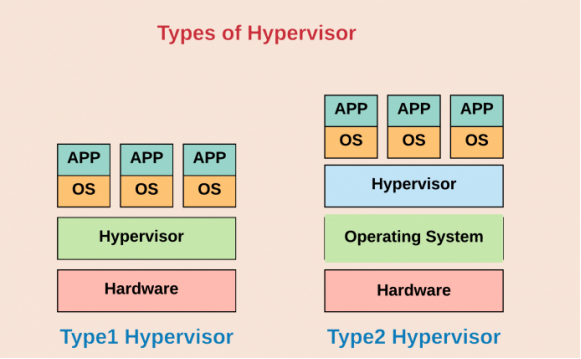 Types of Hypervisor
APP APP APP
OS OS OS
Hypervisor
Hardware
Type1 Hypervisor
APP APP APP
OS OS OS
Hypervisor
Operating System
Hardware
Type2 Hypervisor